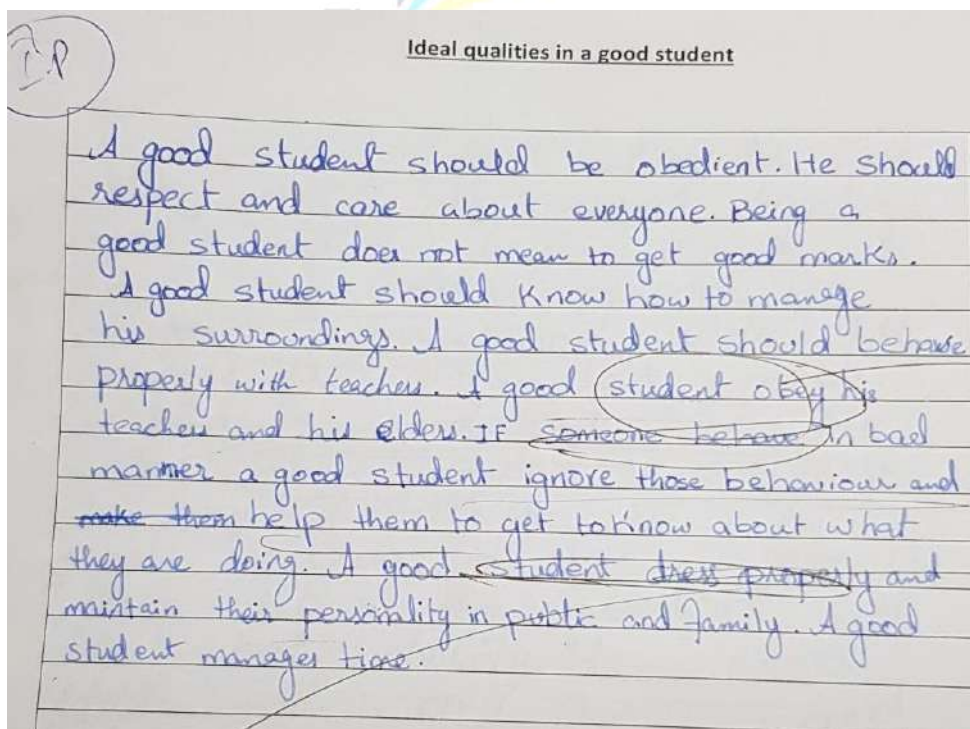 Ideal qualities in a good student
A good student should be obedient. He should
respect and care about everyone. Being a
good student does not mean to get good marks.
A good student should know how to manage
his surroundings. A good student should behave
properly with teachers. A good student obey his
teachers and his elders. IF someone behave in bad
manner a good student ignore those behaviour and
make them help them to get to know about what
they are doing. A good student dress properly and
maintain their personality in public and family. A good
student manages time.